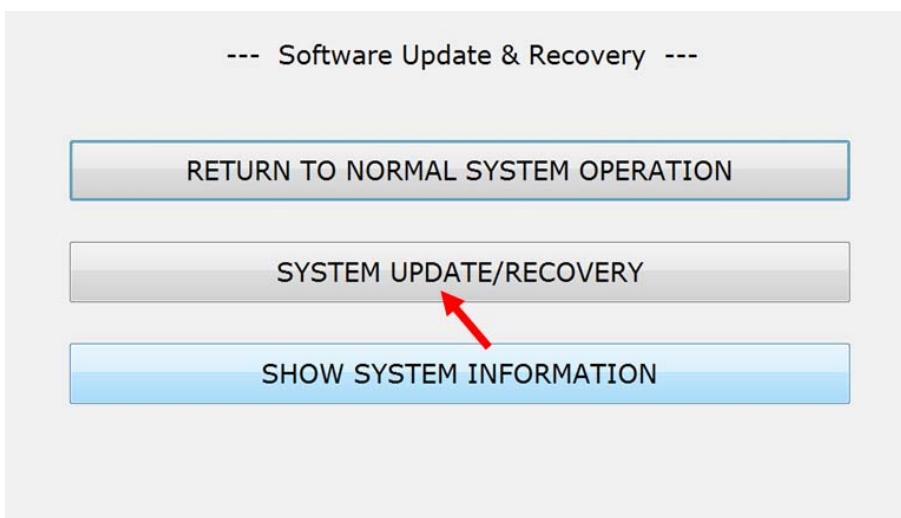 --- Software Update & Recovery ---
RETURN TO NORMAL SYSTEM OPERATION
SYSTEM UPDATE/RECOVERY
SHOW SYSTEM INFORMATION